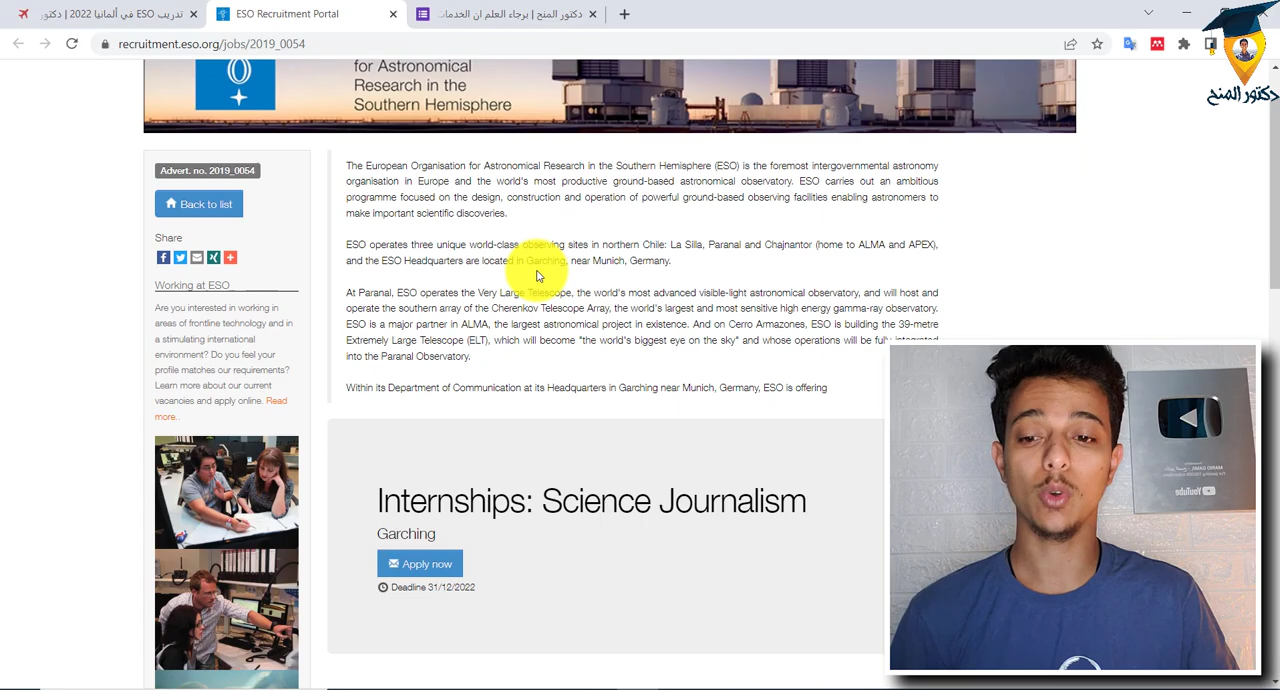 تدريب ESO في ألمانيا 2022 | دكتور
ESO Recruitment Portal
دكتور المنح | برجاء العلم ان الخدمات
recruitment.eso.org/jobs/2019_0054
دكتور المنح
for Astronomical
Research in the
Southern Hemisphere
Advert. no. 2019_0054
Back to list
Share
Working at ESO
Are you interested in working in
areas of frontline technology and in
a stimulating international
environment? Do you feel your
profile matches our requirements?
Learn more about our current
vacancies and apply online. Read
more..
The European Organisation for Astronomical Research in the Southern Hemisphere (ESO) is the foremost intergovernmental astronomy
organisation in Europe and the world's most productive ground-based astronomical observatory. ESO carries out an ambitious
programme focused on the design, construction and operation of powerful ground-based observing facilities enabling astronomers to
make important scientific discoveries.
ESO operates three unique world-class observing sites in northern Chile: La Silla, Paranal and Chajnantor (home to ALMA and APEX),
and the ESO Headquarters are located in Garching, near Munich, Germany.
At Paranal, ESO operates the Very Large Telescope, the world's most advanced visible-light astronomical observatory, and will host and
operate the southern array of the Cherenkov Telescope Array, the world's largest and most sensitive high energy gamma-ray observatory.
ESO is a major partner in ALMA, the largest astronomical project in existence. And on Cerro Armazones, ESO is building the 39-metre
Extremely Large Telescope (ELT), which will become "the world's biggest eye on the sky" and whose operations will be fully integrated
into the Paranal Observatory.
Within its Department of Communication at its Headquarters in Garching near Munich, Germany, ESO is offering
Internships: Science Journalism
Garching
Apply now
Deadline 31/12/2022
YouTube